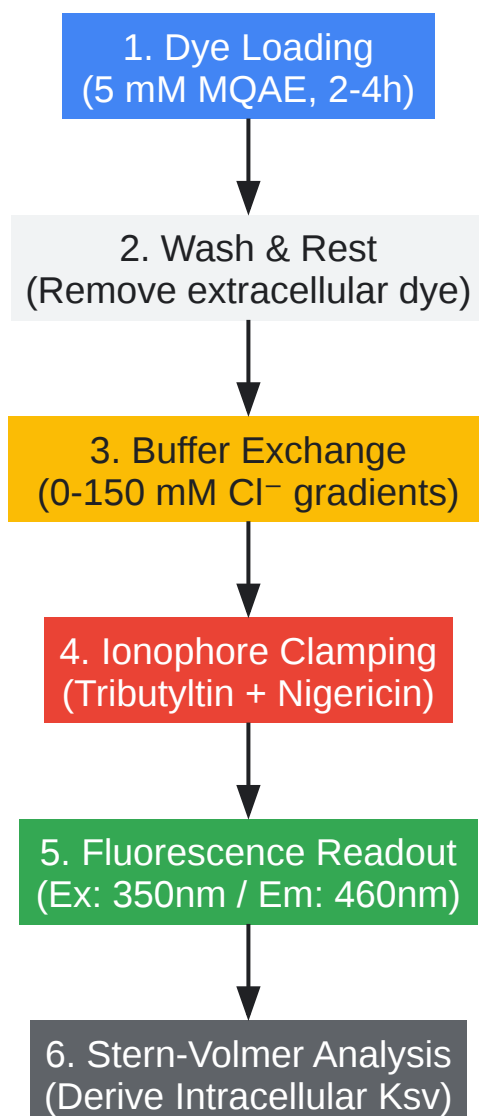 1. Dye Loading
(5 mM MQAE, 2-4h)
2. Wash & Rest
(Remove extracellular dye)
3. Buffer Exchange
(0-150 mM Cl⁻ gradients)
4. Ionophore Clamping
(Tributyltin + Nigericin)
5. Fluorescence Readout
(Ex: 350nm / Em: 460nm)
6. Stern-Volmer Analysis
(Derive Intracellular Ksv)